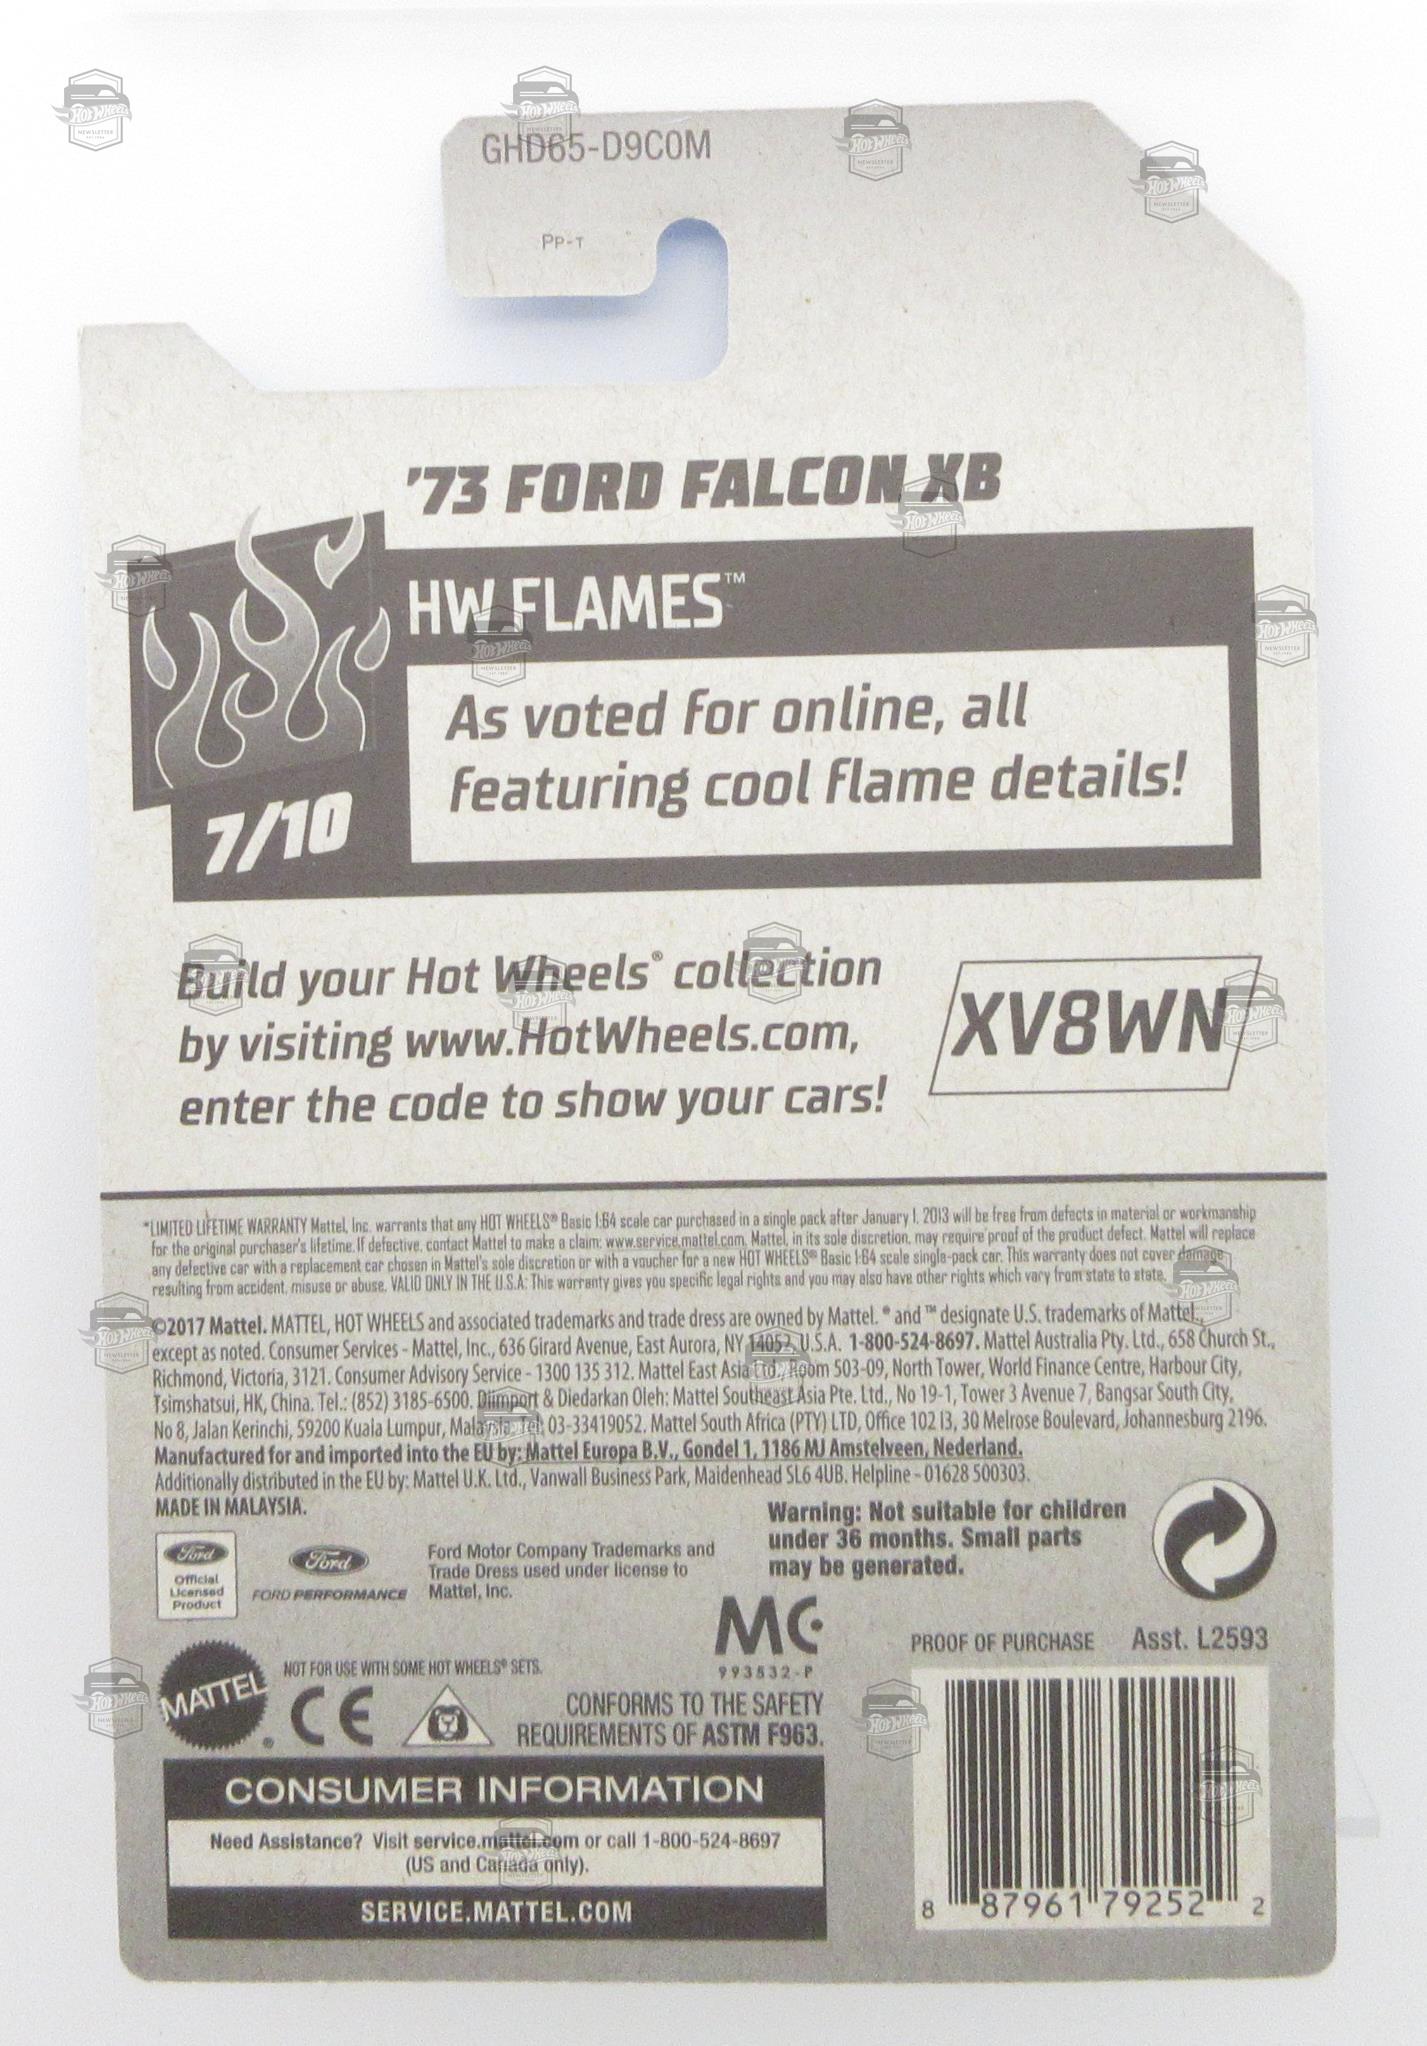 GHD65-D9C0M
PP-T
'73 FORD FALCON XB
HW FLAMES™
As voted for online, all
featuring cool flame details!
7/10
Build your Hot Wheels® collection
by visiting www.HotWheels.com,
enter the code to show your cars!
XV8WN
*LIMITED LIFETIME WARRANTY Mattel, Inc. warrants that any HOT WHEELS® Basic 1:64 scale car purchased in a single pack after January 1, 2013 will be free from defects in material or workmanship
for the original purchaser's lifetime. If defective, contact Mattel to make a claim: www.service.mattel.com. Mattel, in its sole discretion, may require proof of the product defect. Mattel will replace
any defective car with a replacement car chosen in Mattel's sole discretion or with a voucher for a new HOT WHEELS® Basic 1:64 scale single-pack car. This warranty does not cover damage
resulting from accident, misuse or abuse. VALID ONLY IN THE U.S.A: This warranty gives you specific legal rights and you may also have other rights which vary from state to state.
©2017 Mattel. MATTEL, HOT WHEELS and associated trademarks and trade dress are owned by Mattel. ® and ™ designate U.S. trademarks of Mattel,
except as noted. Consumer Services - Mattel, Inc., 636 Girard Avenue, East Aurora, NY 14052, U.S.A. 1-800-524-8697. Mattel Australia Pty. Ltd., 658 Church St.,
Richmond, Victoria, 3121. Consumer Advisory Service - 1300 135 312. Mattel East Asia Ltd., Room 503-09, North Tower, World Finance Centre, Harbour City,
Tsimshatsui, HK, China. Tel.: (852) 3185-6500. Diimport & Diedarkan Oleh: Mattel Southeast Asia Pte. Ltd., No 19-1, Tower 3 Avenue 7, Bangsar South City,
No 8, Jalan Kerinchi, 59200 Kuala Lumpur, Malaysia. 03-33419052. Mattel South Africa (PTY) LTD, Office 102 I3, 30 Melrose Boulevard, Johannesburg 2196.
Manufactured for and imported into the EU by: Mattel Europa B.V., Gondel 1, 1186 MJ Amstelveen, Nederland.
Additionally distributed in the EU by: Mattel U.K. Ltd., Vanwall Business Park, Maidenhead SL6 4UB. Helpline - 01628 500303.
MADE IN MALAYSIA.
Warning: Not suitable for children
under 36 months. Small parts
may be generated.
Ford
Official
Licensed
Product
Ford
FORD PERFORMANCE
Ford Motor Company Trademarks and
Trade Dress used under license to
Mattel, Inc.
MC
993532-P
PROOF OF PURCHASE Asst. L2593
MATTEL®
NOT FOR USE WITH SOME HOT WHEELS® SETS.
CE
CONFORMS TO THE SAFETY
REQUIREMENTS OF ASTM F963.
CONSUMER INFORMATION
Need Assistance? Visit service.mattel.com or call 1-800-524-8697
(US and Canada only).
SERVICE.MATTEL.COM
8 87961 79252 2
Hot Wheels
NEWSLETTER